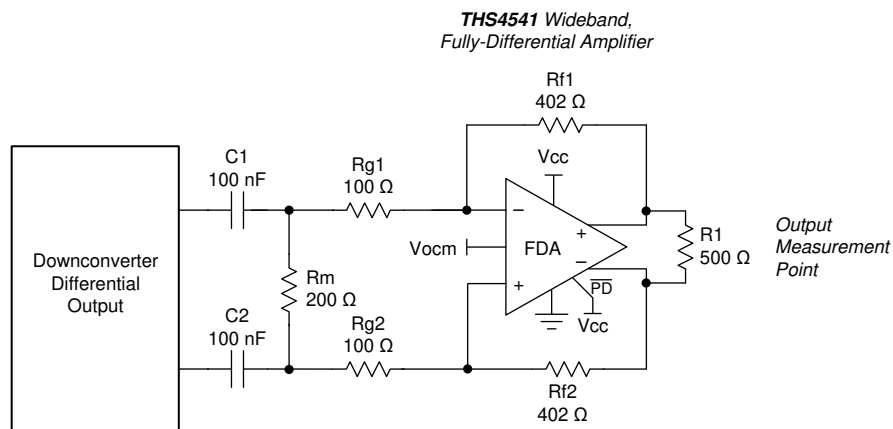 THS4541 Wideband,
Fully-Differential Amplifier
Rf1
402 Ω
C1
100 nF
Rg1
100 Ω
Vcc
−
+
Vocm
FDA
−
+
R1
500 Ω
Output
Measurement
Point
Downconverter
Differential
Output
Rm
200 Ω
PD
Vcc
C2
100 nF
Rg2
100 Ω
Rf2
402 Ω